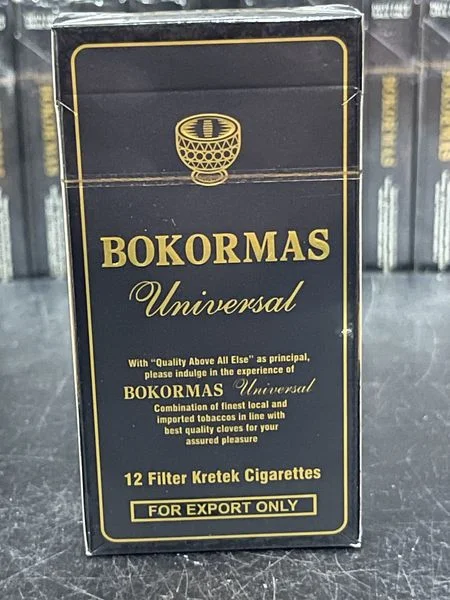 BOKORMAS
Universal
With "Quality Above All Else" as principal,
please indulge in the experience of
BOKORMAS Universal
Combination of finest local and
imported tobaccos in line with
best quality cloves for your
assured pleasure
12 Filter Kretek Cigarettes
FOR EXPORT ONLY